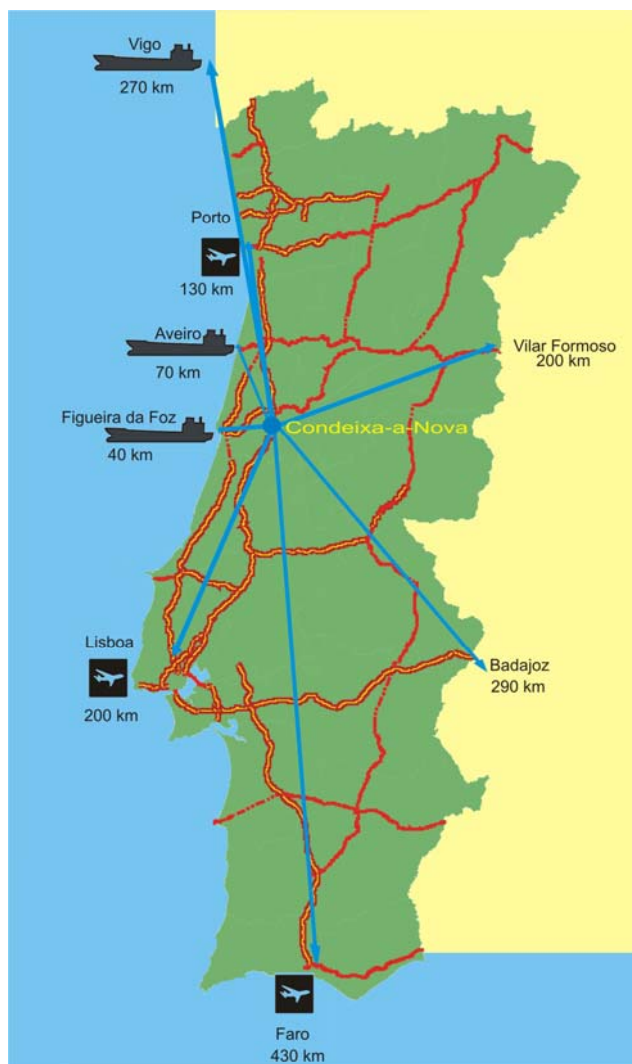 Vigo
270 km
Porto
130 km
Aveiro
70 km
Vilar Formoso
200 km
Figueira da Foz
40 km
Condeixa-a-Nova
Lisboa
200 km
Badajoz
290 km
Faro
430 km